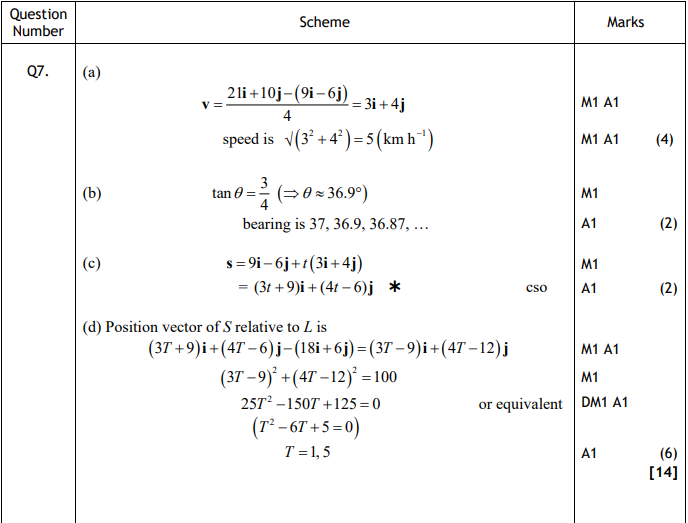 Question Number Scheme Marks
Q7. (a)
v = (21i + 10j − (9i − 6j))/4 = 3i + 4j M1 A1
speed is √(3² + 4²) = 5 (km h⁻¹) M1 A1 (4)
(b) tan θ = 3/4 (⇒ θ ≈ 36.9°) M1
bearing is 37, 36.9, 36.87, … A1 (2)
(c) s = 9i − 6j + t(3i + 4j) M1
= (3t + 9)i + (4t − 6)j * cso A1 (2)
(d) Position vector of S relative to L is
(3T + 9)i + (4T − 6)j − (18i + 6j) = (3T − 9)i + (4T − 12)j M1 A1
(3T − 9)² + (4T − 12)² = 100 M1
25T² − 150T + 125 = 0 or equivalent DM1 A1
(T² − 6T + 5 = 0)
T = 1, 5 A1 (6)
[14]